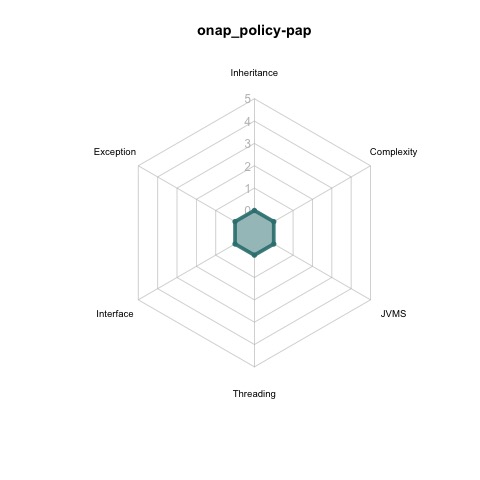 onap_policy-pap
Inheritance
5
4
3
2
1
0
Exception
Complexity
Interface
JVMS
Threading